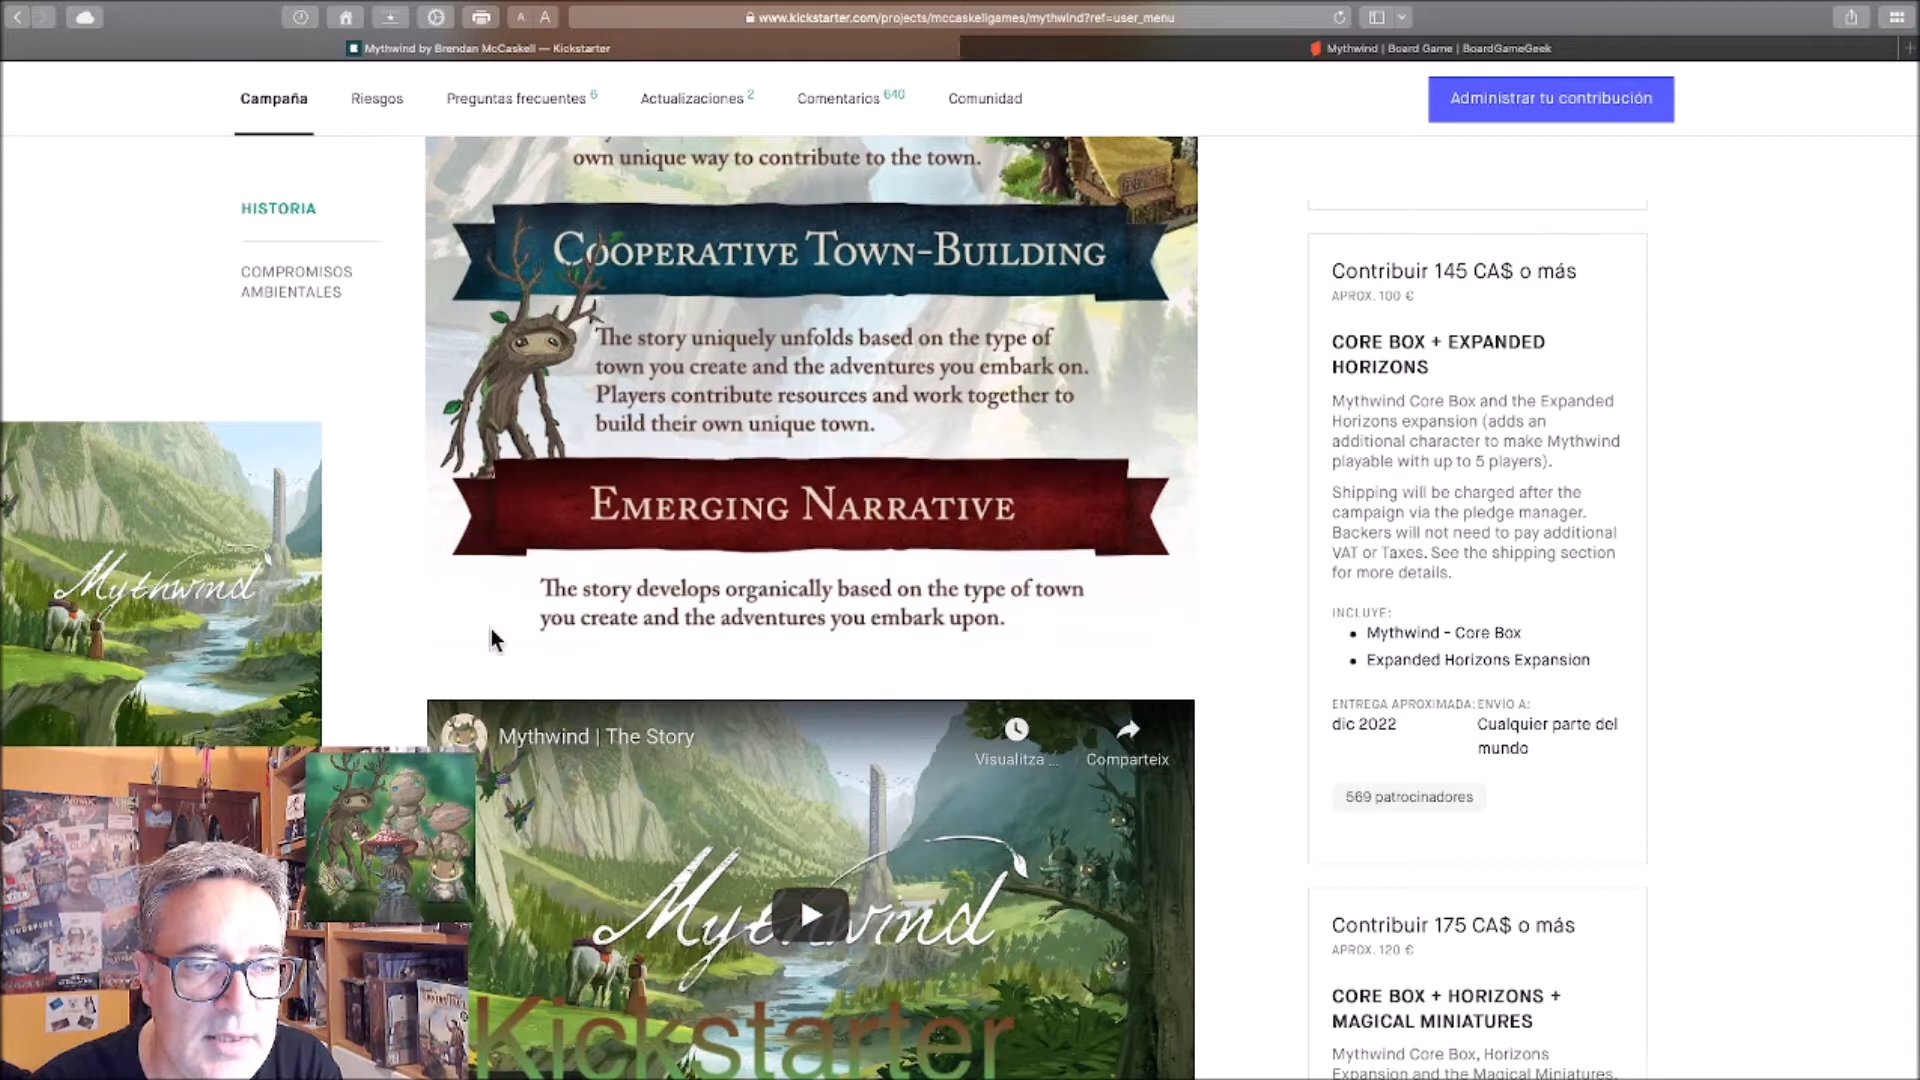 A A
www.kickstarter.com/projects/mccaskellgames/mythwind?ref=user_menu
Mythwind by Brendan McCaskell — Kickstarter
Mythwind | Board Game | BoardGameGeek
Campaña
Riesgos
Preguntas frecuentes 6
Actualizaciones 2
Comentarios 640
Comunidad
Administrar tu contribución
HISTORIA
COMPROMISOS
AMBIENTALES
own unique way to contribute to the town.
COOPERATIVE TOWN-BUILDING
The story uniquely unfolds based on the type of
town you create and the adventures you embark on.
Players contribute resources and work together to
build their own unique town.
EMERGING NARRATIVE
The story develops organically based on the type of town
you create and the adventures you embark upon.
Mythwind | The Story
Visualitza ...
Comparteix
Mythwind
Kickstarter
Mythwind
Contribuir 145 CA$ o más
APROX. 100 €
CORE BOX + EXPANDED
HORIZONS
Mythwind Core Box and the Expanded
Horizons expansion (adds an
additional character to make Mythwind
playable with up to 5 players).
Shipping will be charged after the
campaign via the pledge manager.
Backers will not need to pay additional
VAT or Taxes. See the shipping section
for more details.
INCLUYE:
Mythwind - Core Box
Expanded Horizons Expansion
ENTREGA APROXIMADA:
dic 2022
ENVÍO A:
Cualquier parte del
mundo
569 patrocinadores
Contribuir 175 CA$ o más
APROX. 120 €
CORE BOX + HORIZONS +
MAGICAL MINIATURES
Mythwind Core Box, Horizons
Expansion and the Magical Miniatures.